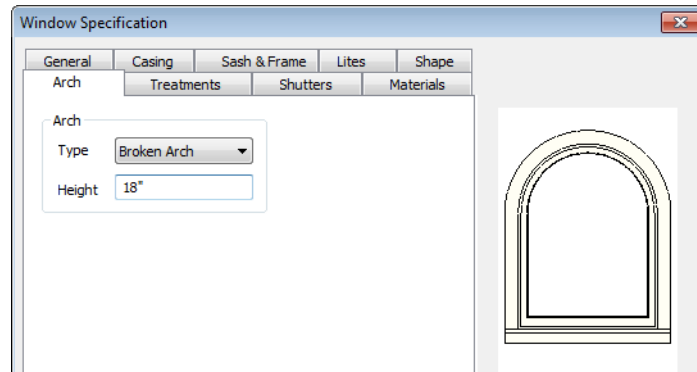 Window Specification
General Casing Sash & Frame Lites Shape
Arch Treatments Shutters Materials
Arch
Type Broken Arch
Height 18"